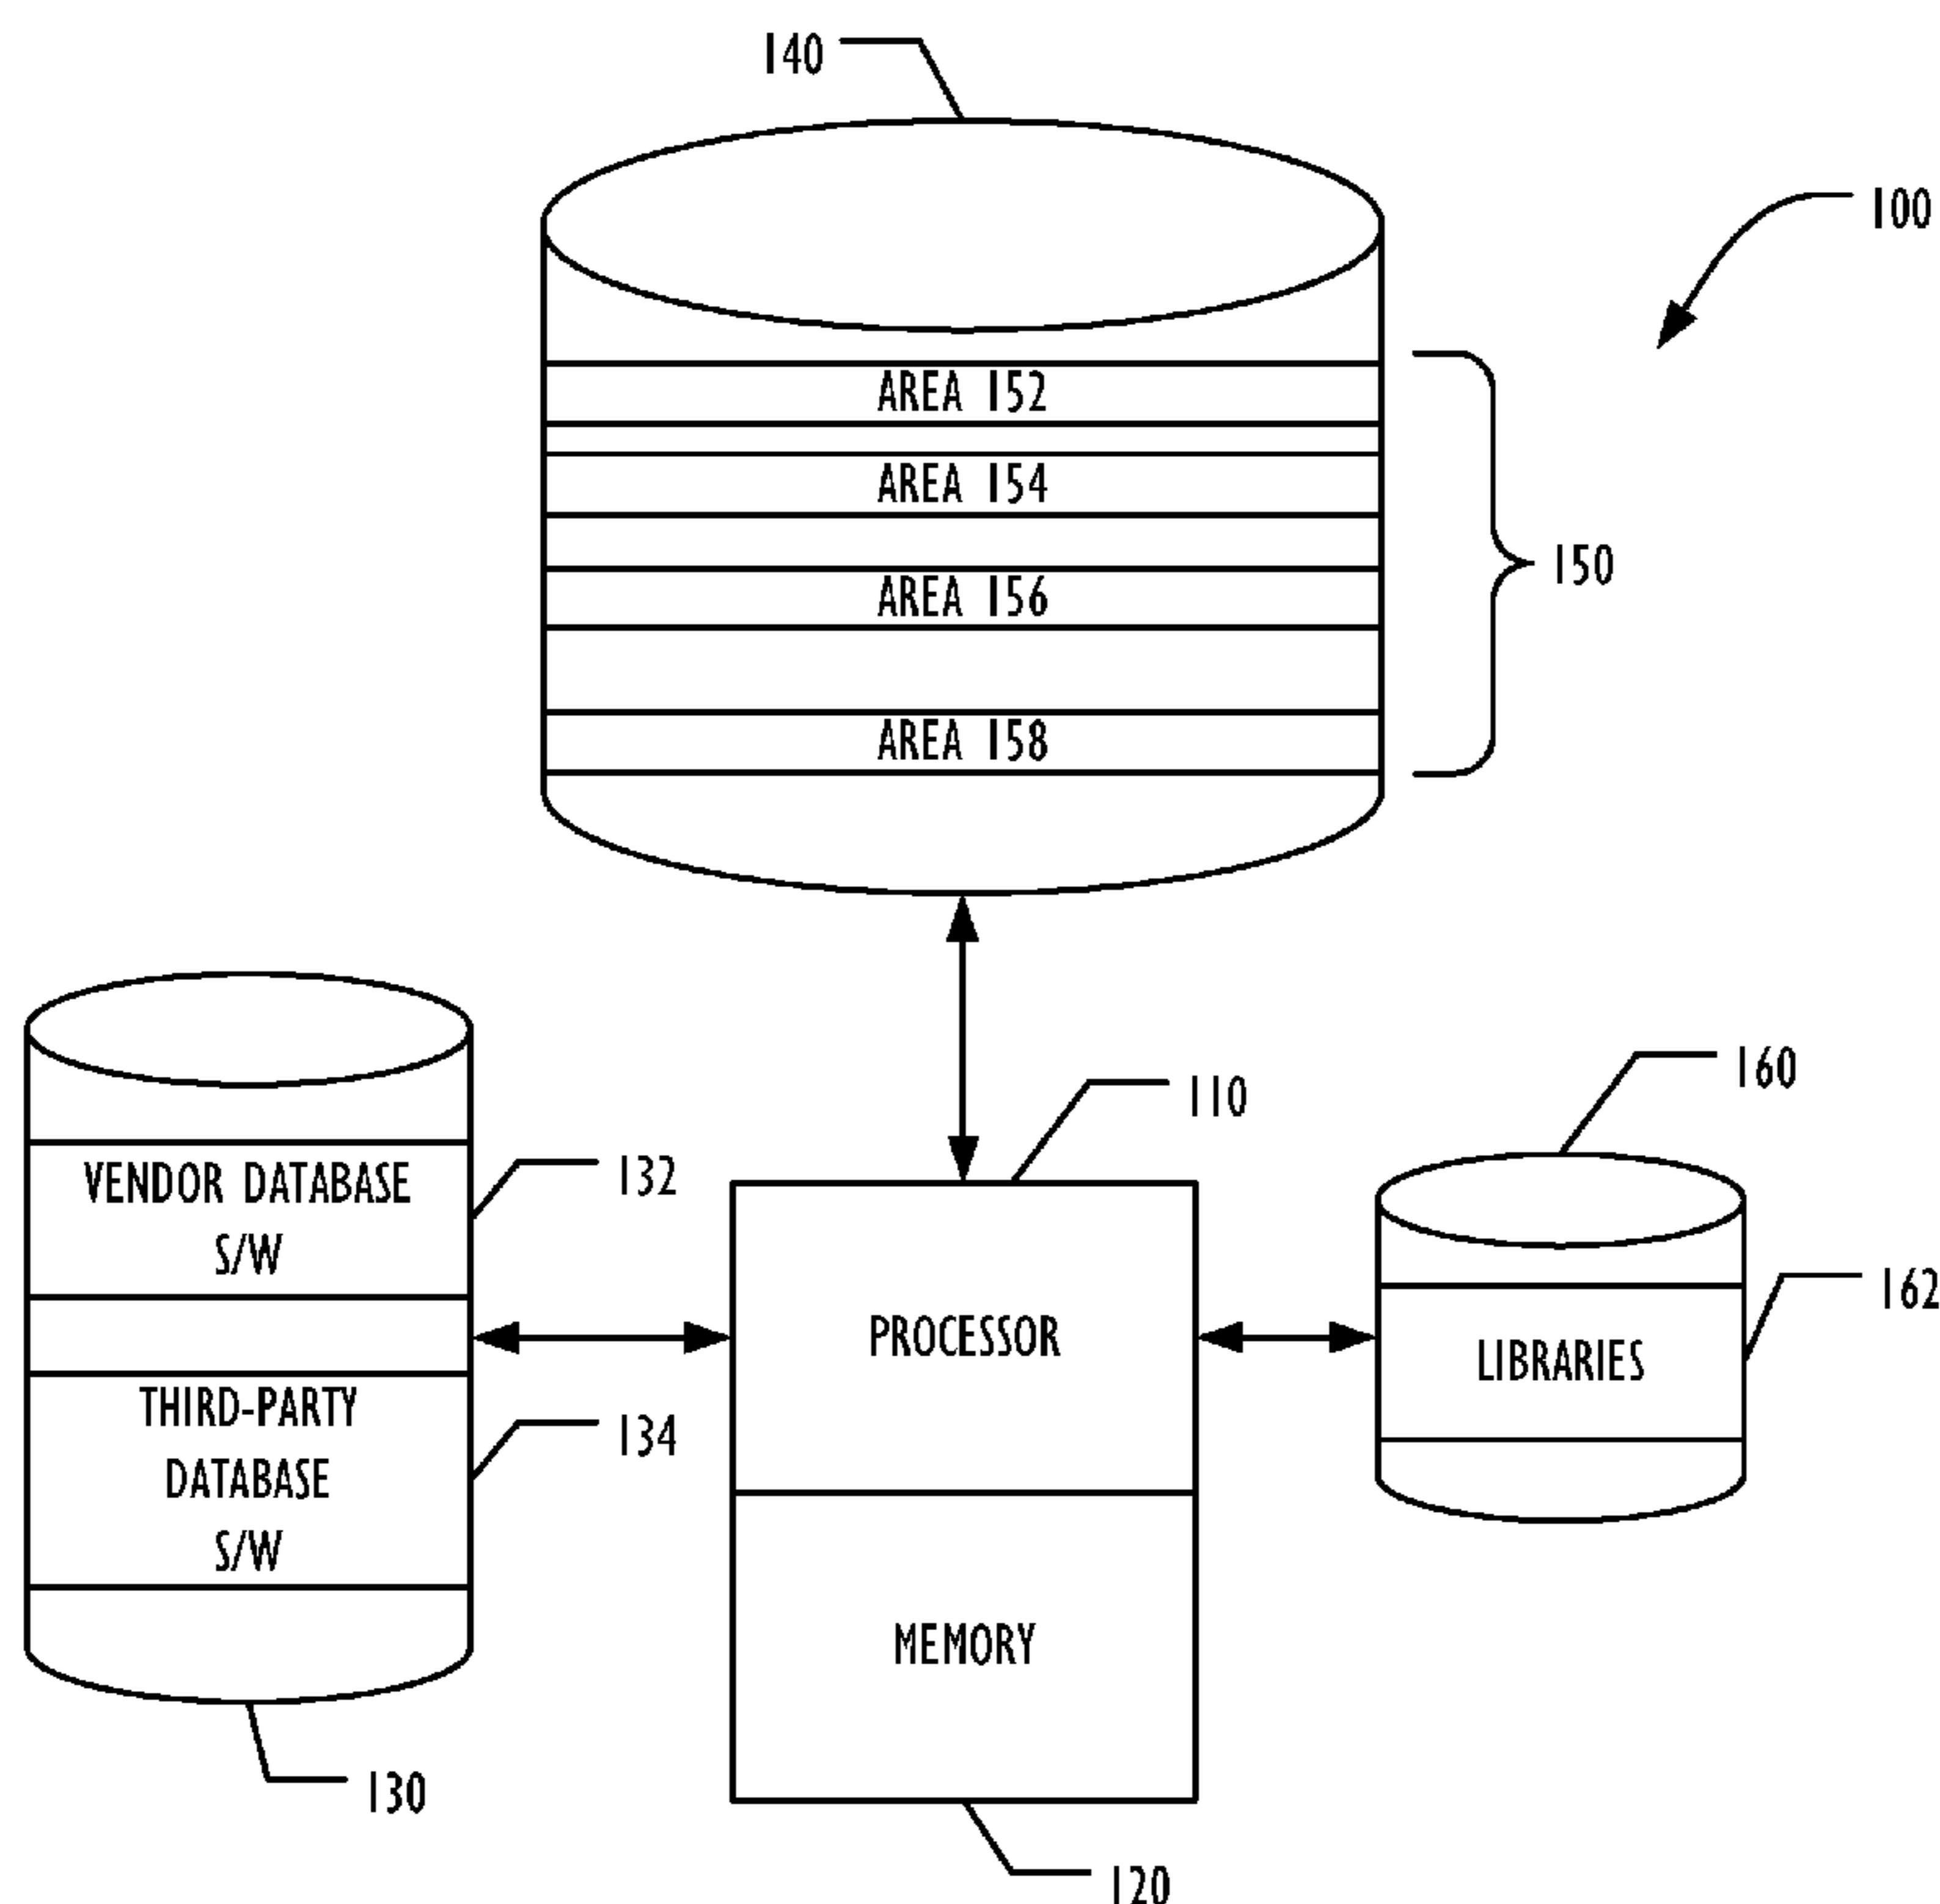 140
100
AREA 152
AREA 154
150
AREA 156
AREA 158
160
110
VENDOR DATABASE
S/W
132
162
PROCESSOR
LIBRARIES
THIRD-PARTY
DATABASE
S/W
134
MEMORY
130
120